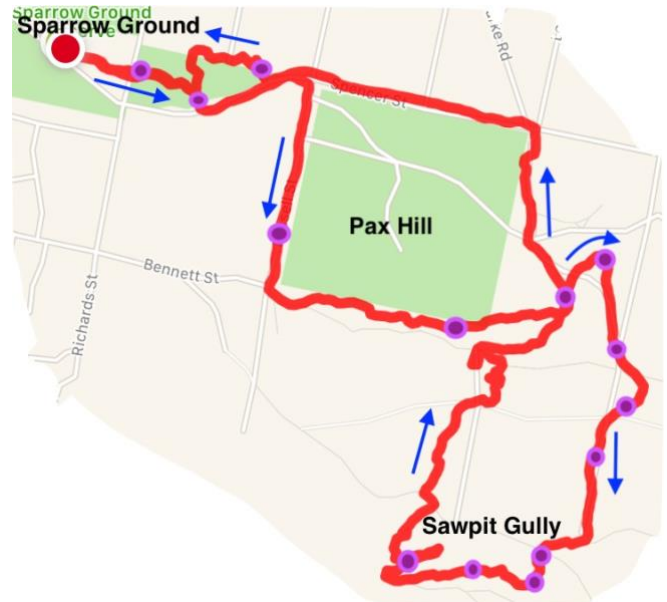 Sparrow Ground
Sparrow Ground
Spencer St
Pax Hill
Bennett St
Richards St
Sawpit Gully